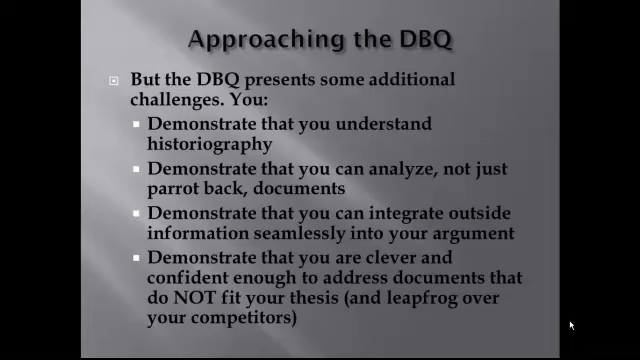 Approaching the DBQ
But the DBQ presents some additional
challenges. You:
Demonstrate that you understand
historiography
Demonstrate that you can analyze, not just
parrot back, documents
Demonstrate that you can integrate outside
information seamlessly into your argument
Demonstrate that you are clever and
confident enough to address documents that
do NOT fit your thesis (and leapfrog over
your competitors)